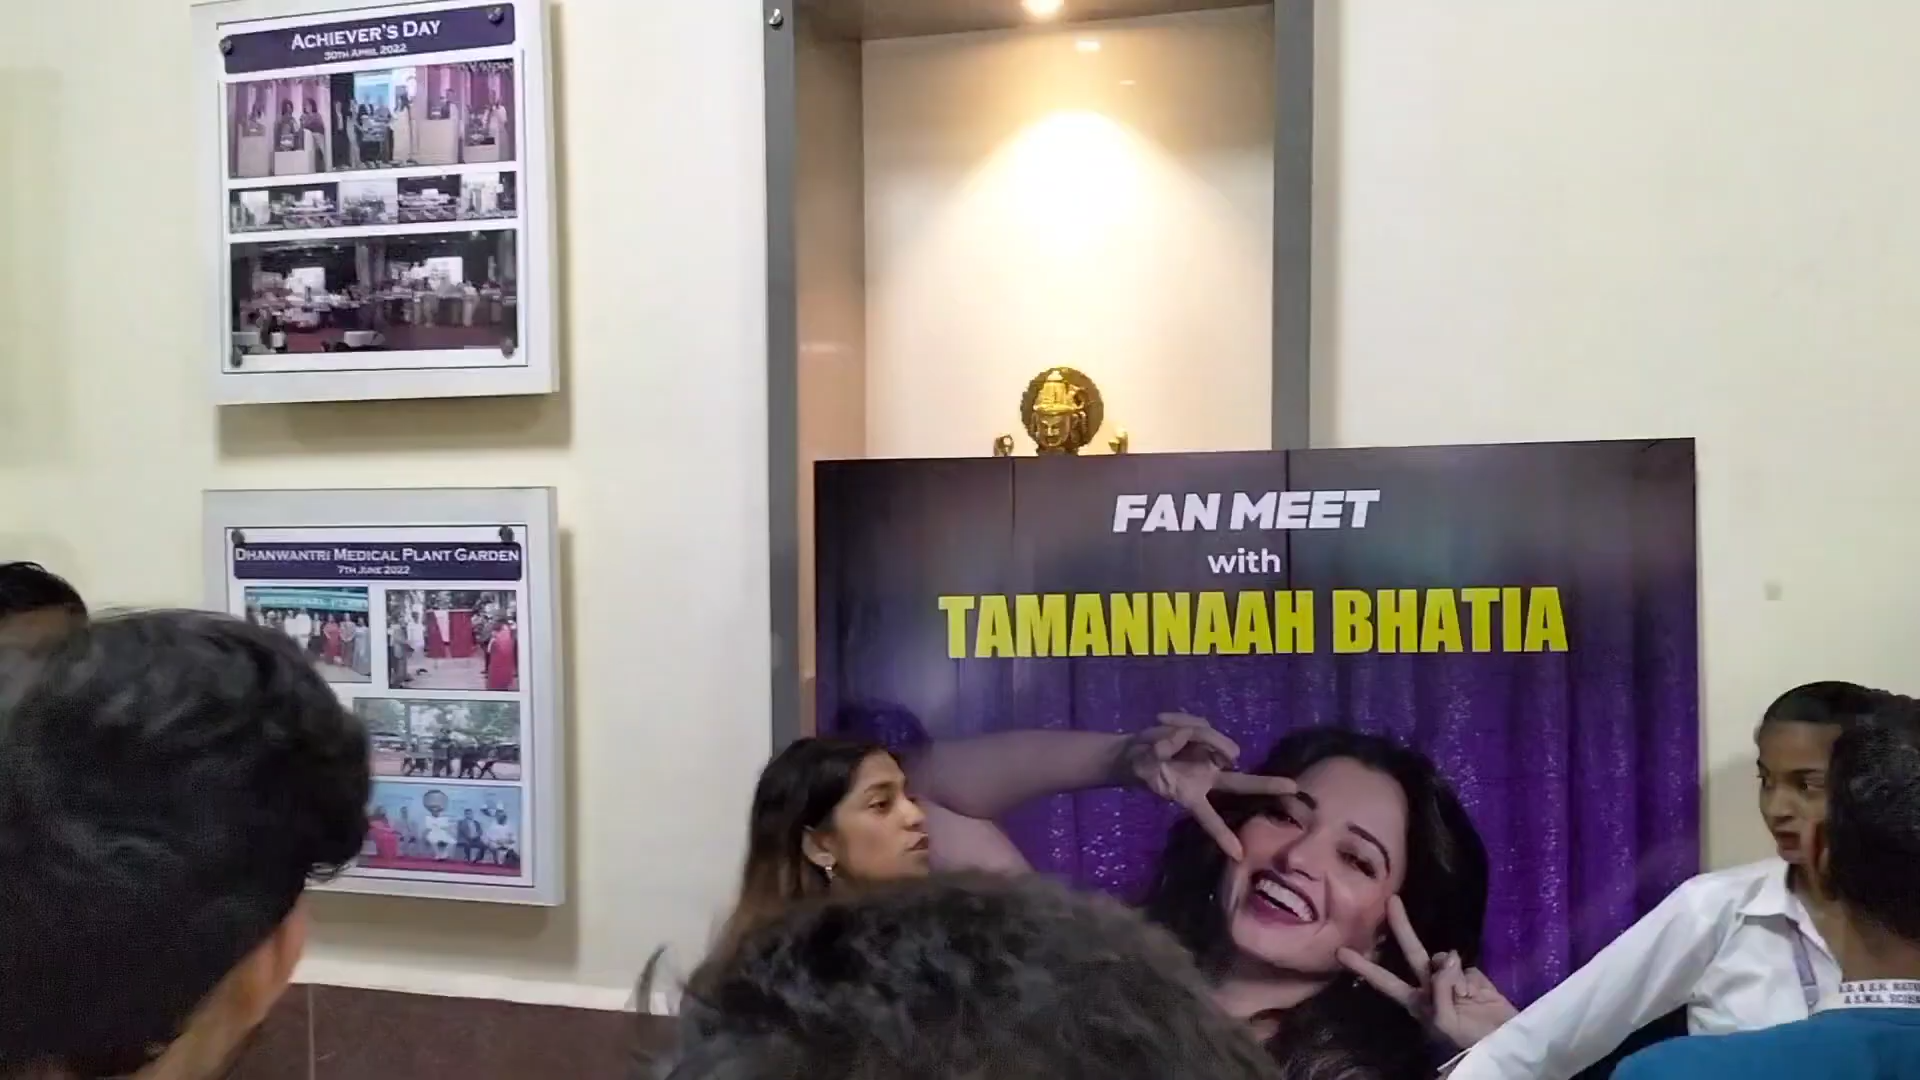 ACHIEVER'S DAY
30TH APRIL 2022
DHANWANTRI MEDICAL PLANT GARDEN
7TH JUNE 2022
FAN MEET
with
TAMANNAAH BHATIA